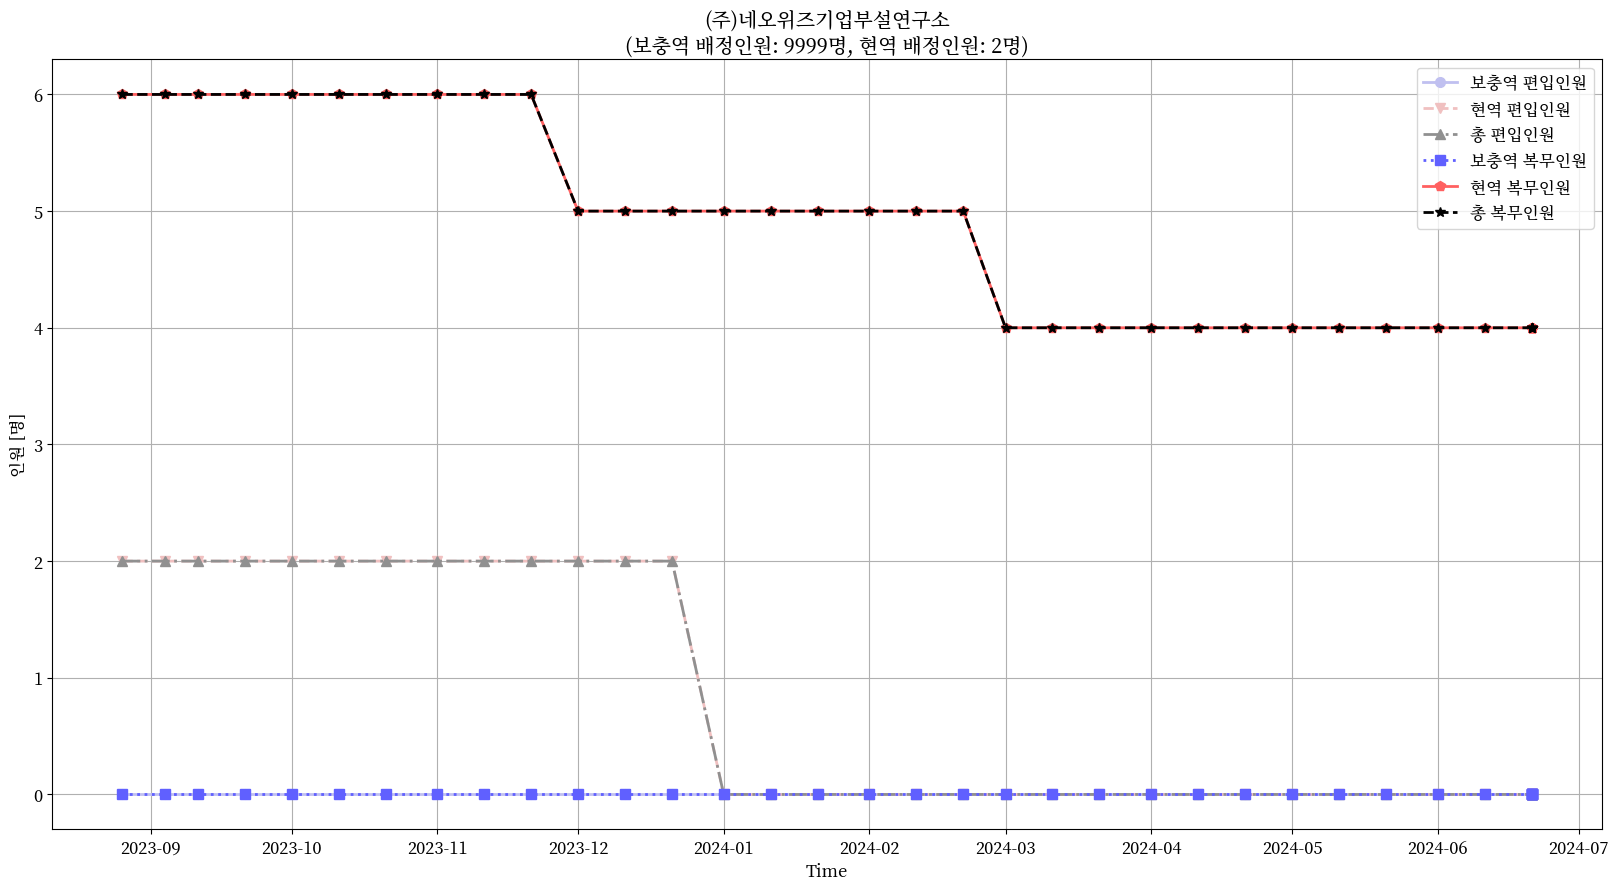 (주)네오위즈기업부설연구소
(보충역 배정인원: 9999명, 현역 배정인원: 2명)
보충역 편입인원
현역 편입인원
총 편입인원
보충역 복무인원
현역 복무인원
총 복무인원
인원 [명]
6
5
4
3
2
1
0
2023-09
2023-10
2023-11
2023-12
2024-01
2024-02
2024-03
2024-04
2024-05
2024-06
2024-07
Time